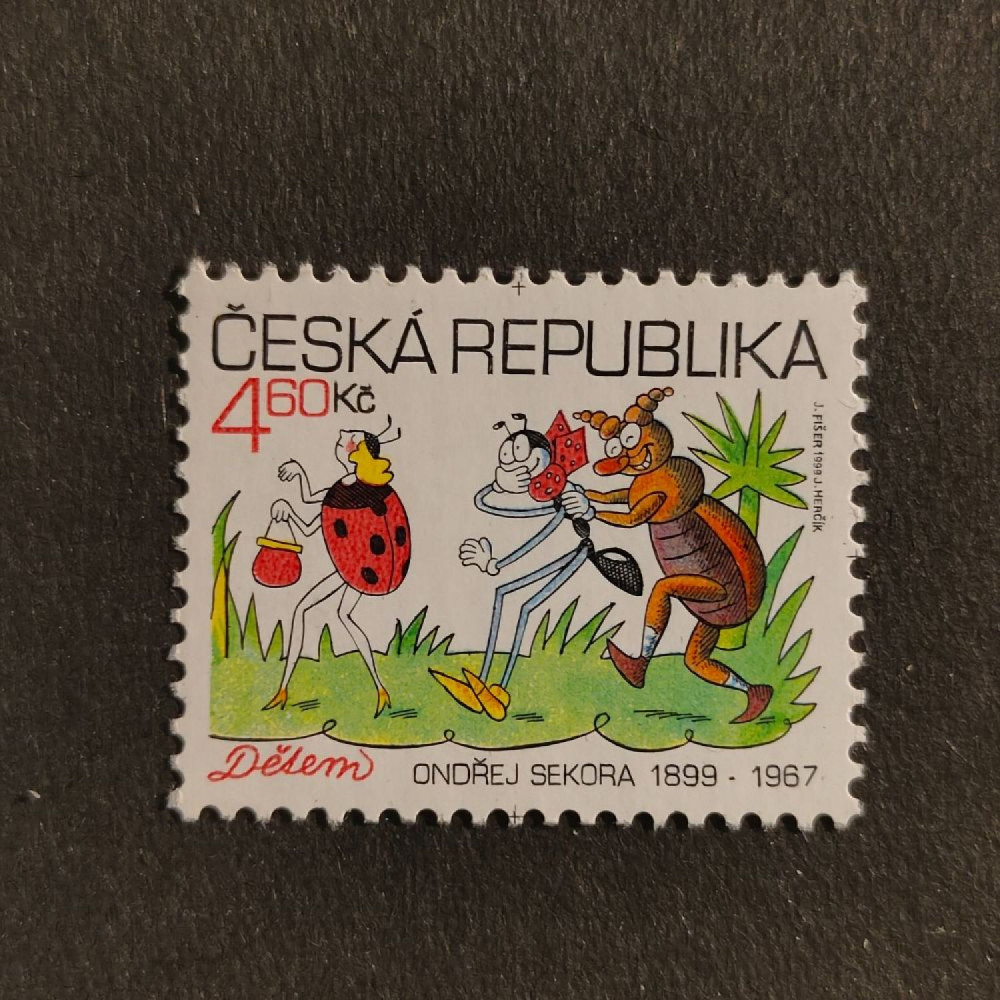 ČESKÁ REPUBLIKA
4 60 Kč
J. FIŠER 1999 J. HERČÍK
Dětem
ONDŘEJ SEKORA 1899 - 1967